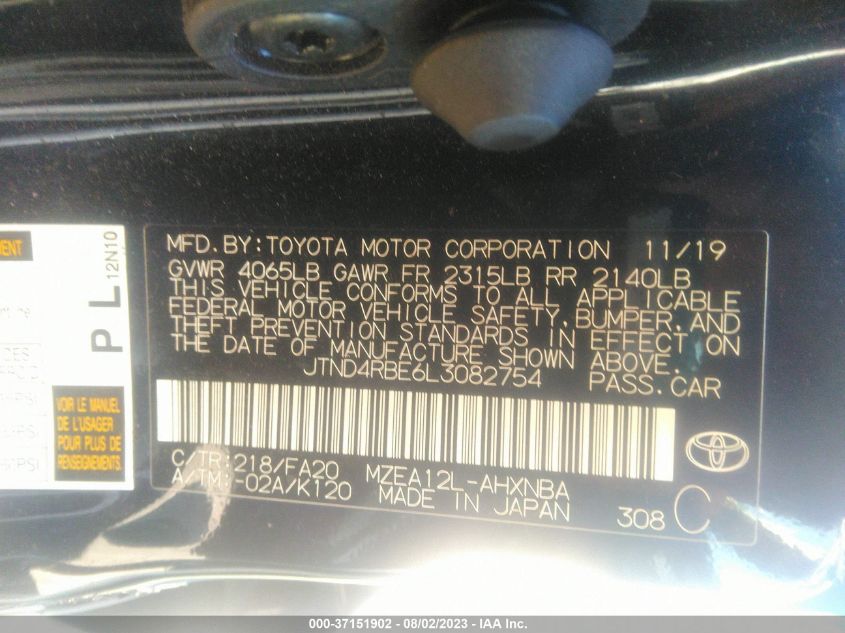 MFD.BY:TOYOTA MOTOR CORPORATION 11/19
GVWR 4065LB GAWR FR 2315LB RR 2140LB
THIS VEHICLE CONFORMS TO ALL APPLICABLE
FEDERAL MOTOR VEHICLE SAFETY,BUMPER,AND
THEFT PREVENTION STANDARDS IN EFFECT ON
THE DATE OF MANUFACTURE SHOWN ABOVE.
JTND4RBE6L3082754 PASS.CAR
C/TR:218/FA20 MZEA12L-AHXNBA
A/TM:-02A/K120 MADE IN JAPAN
308 C
P L 12N10
VOIR LE MANUEL
DE L'USAGER
POUR PLUS DE
RENSEIGNEMENTS.
000-37151902 - 08/02/2023 - IAA Inc.